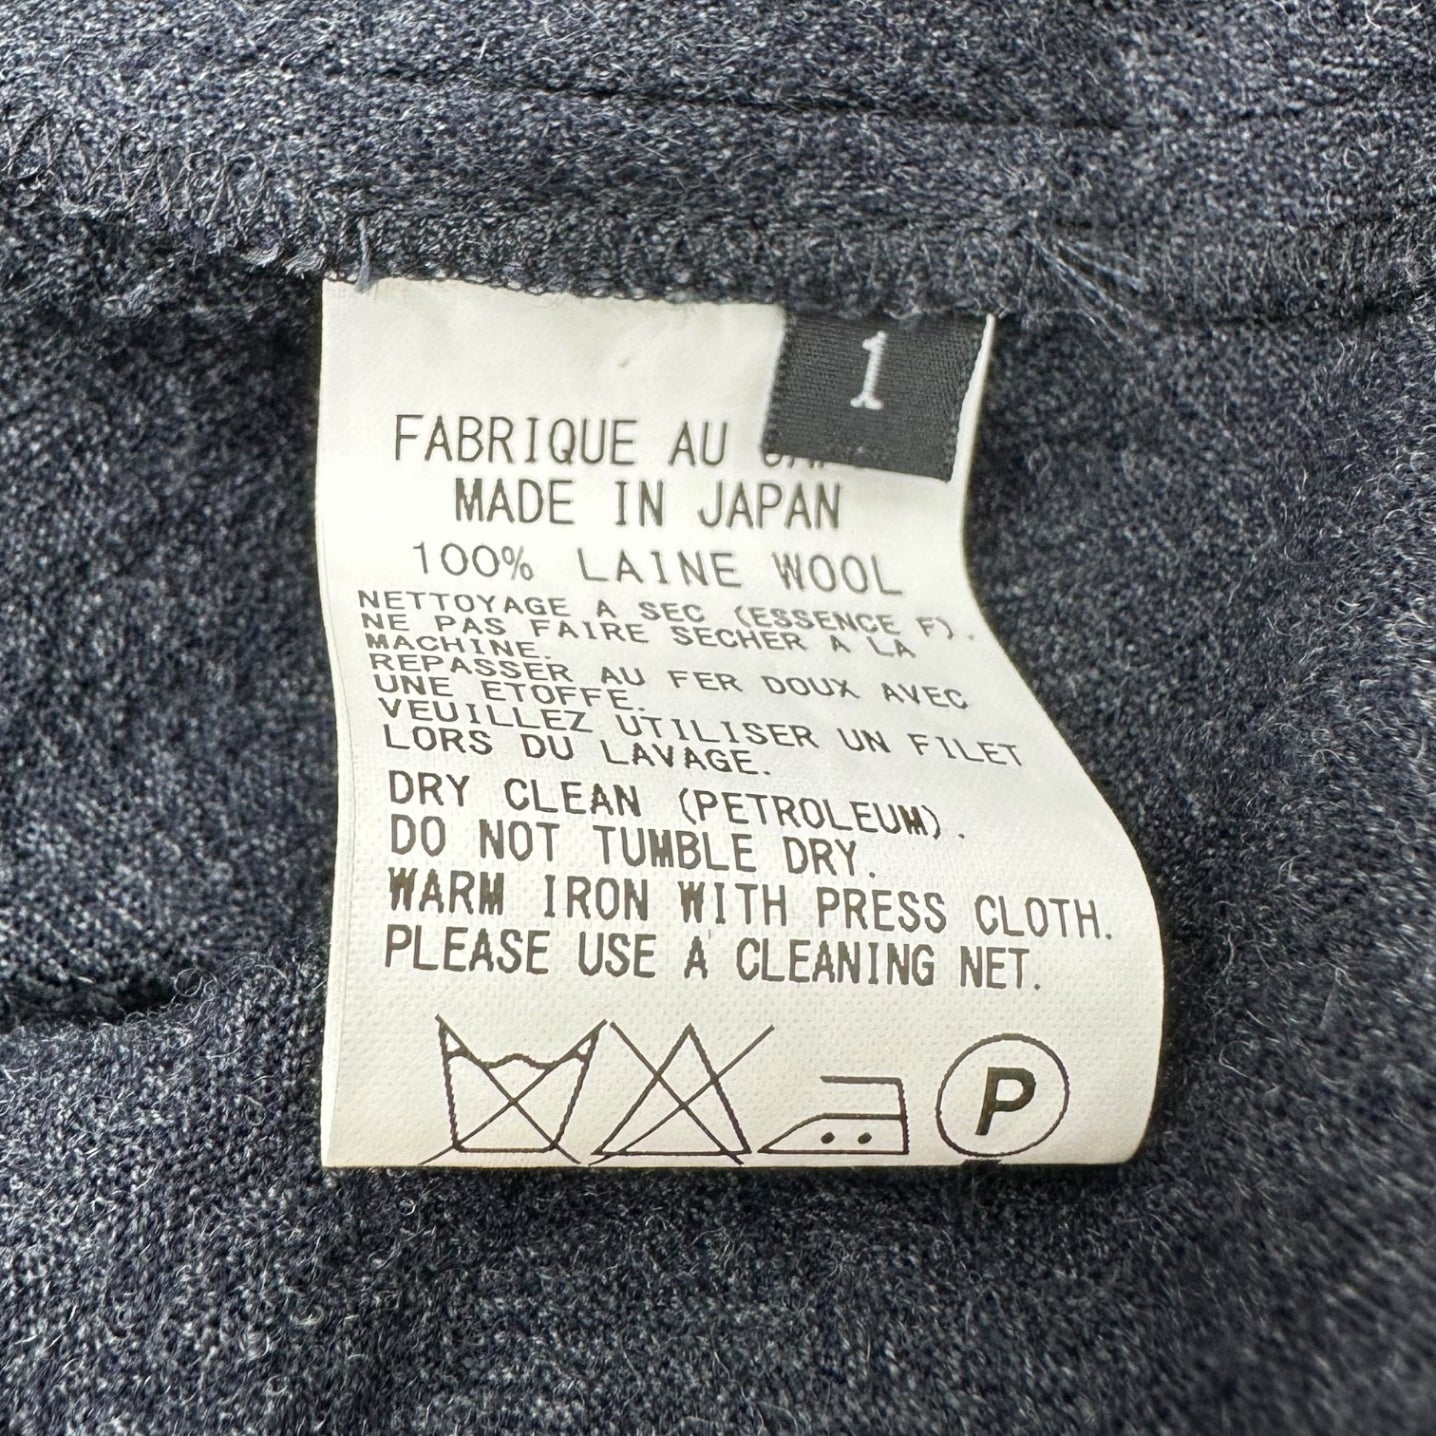 1
FABRIQUE AU
MADE IN JAPAN
100% LAINE WOOL
NETTOYAGE A SEC (ESSENCE F).
NE PAS FAIRE SECHER A LA
MACHINE.
REPASSER AU FER DOUX AVEC
UNE ETOFFE.
VEUILLEZ UTILISER UN FILET
LORS DU LAVAGE.
DRY CLEAN (PETROLEUM).
DO NOT TUMBLE DRY.
WARM IRON WITH PRESS CLOTH.
PLEASE USE A CLEANING NET.
P